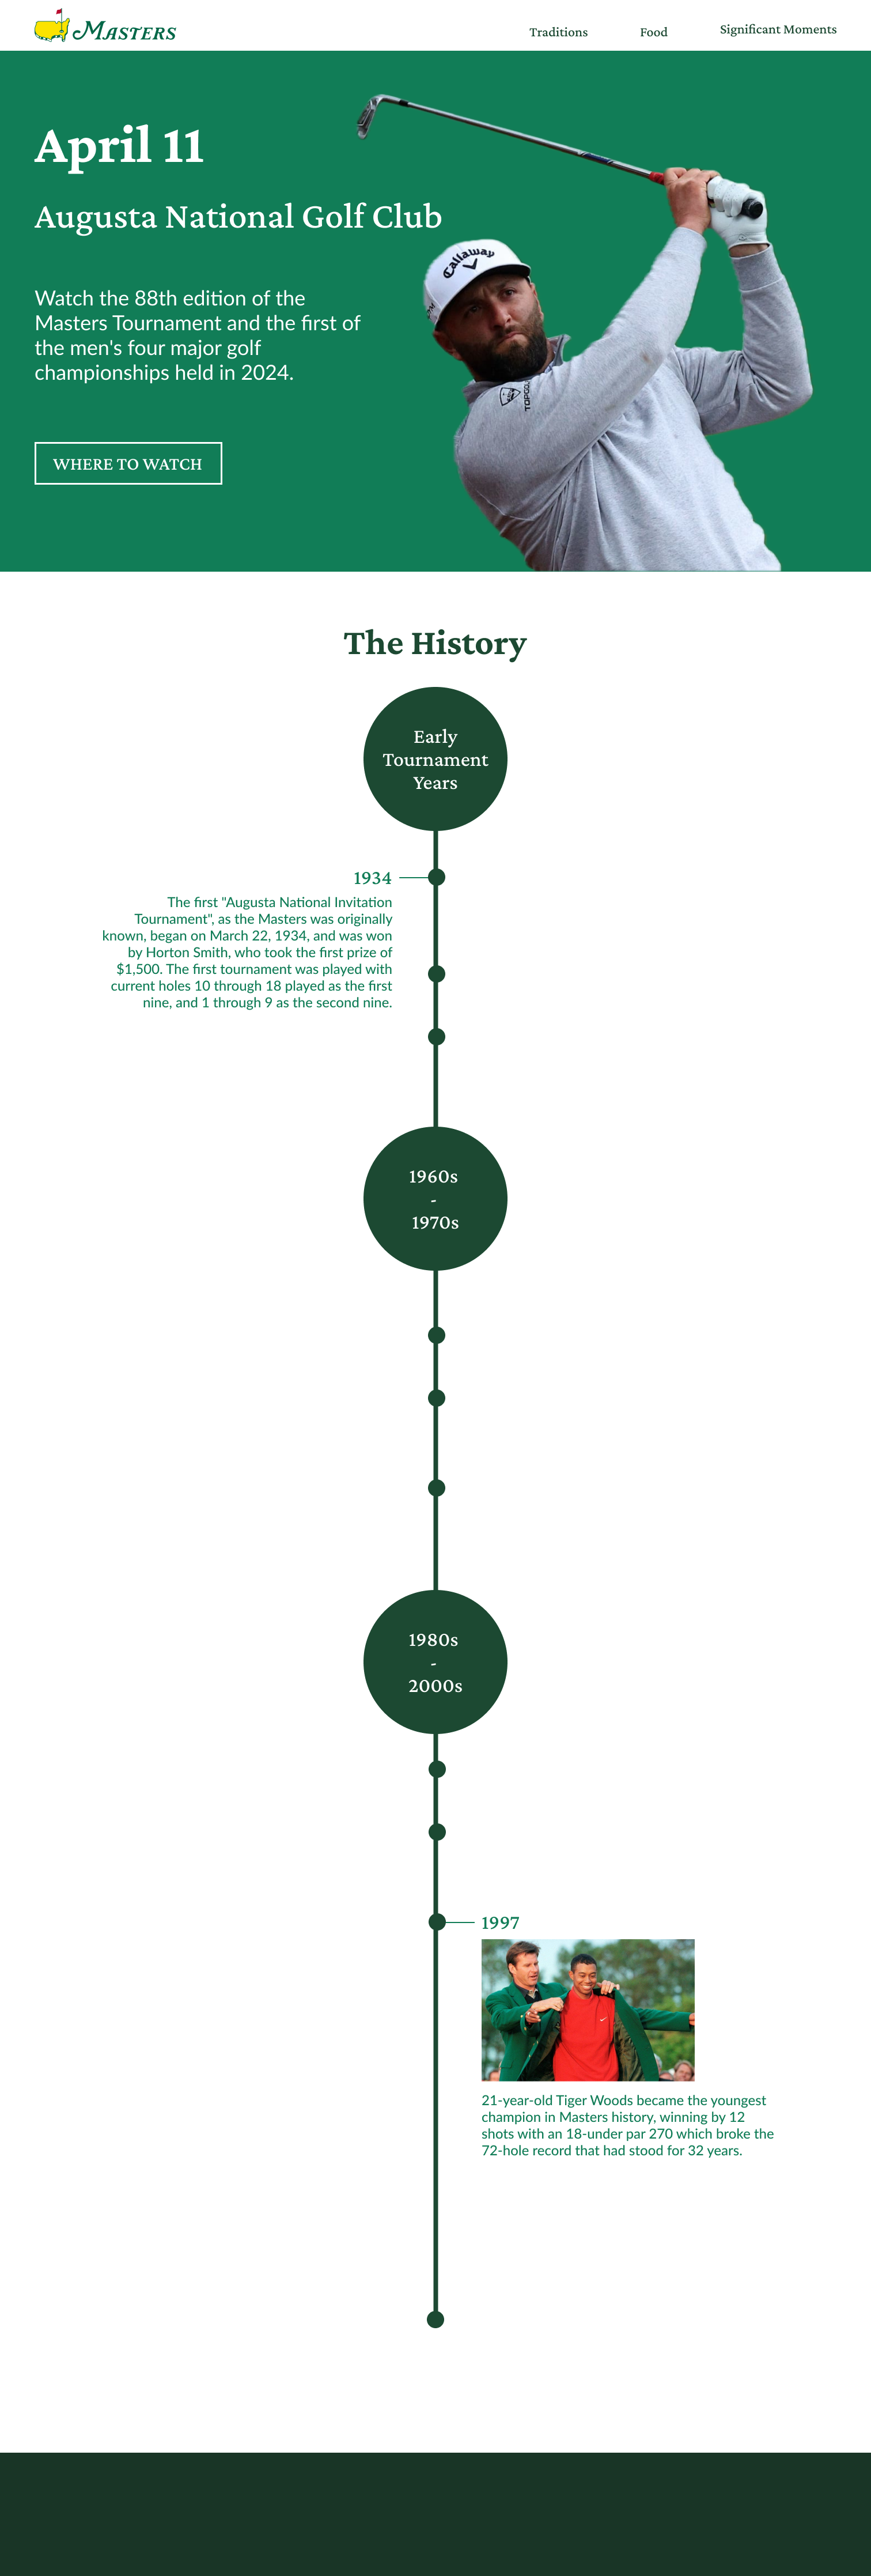 MASTERS
Traditions
Food
Significant Moments
April 11
Augusta National Golf Club
Callaway
Watch the 88th edition of the
Masters Tournament and the first of
the men's four major golf
championships held in 2024.
WHERE TO WATCH
The History
Early
Tournament
Years
1934
The first "Augusta National Invitation
Tournament", as the Masters was originally
known, began on March 22, 1934, and was won
by Horton Smith, who took the first prize of
$1,500. The first tournament was played with
current holes 10 through 18 played as the first
nine, and 1 through 9 as the second nine.
1960s
-
1970s
1980s
-
2000s
1997
21-year-old Tiger Woods became the youngest
champion in Masters history, winning by 12
shots with an 18-under par 270 which broke the
72-hole record that had stood for 32 years.